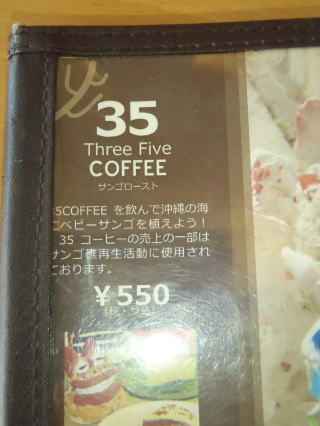 35
Three Five
COFFEE
サンゴロースト
35COFFEE を飲んで沖縄の海
にベビーサンゴを植えよう！
35 コーヒーの売上の一部は
サンゴ礁再生活動に使用され
ております。
￥550